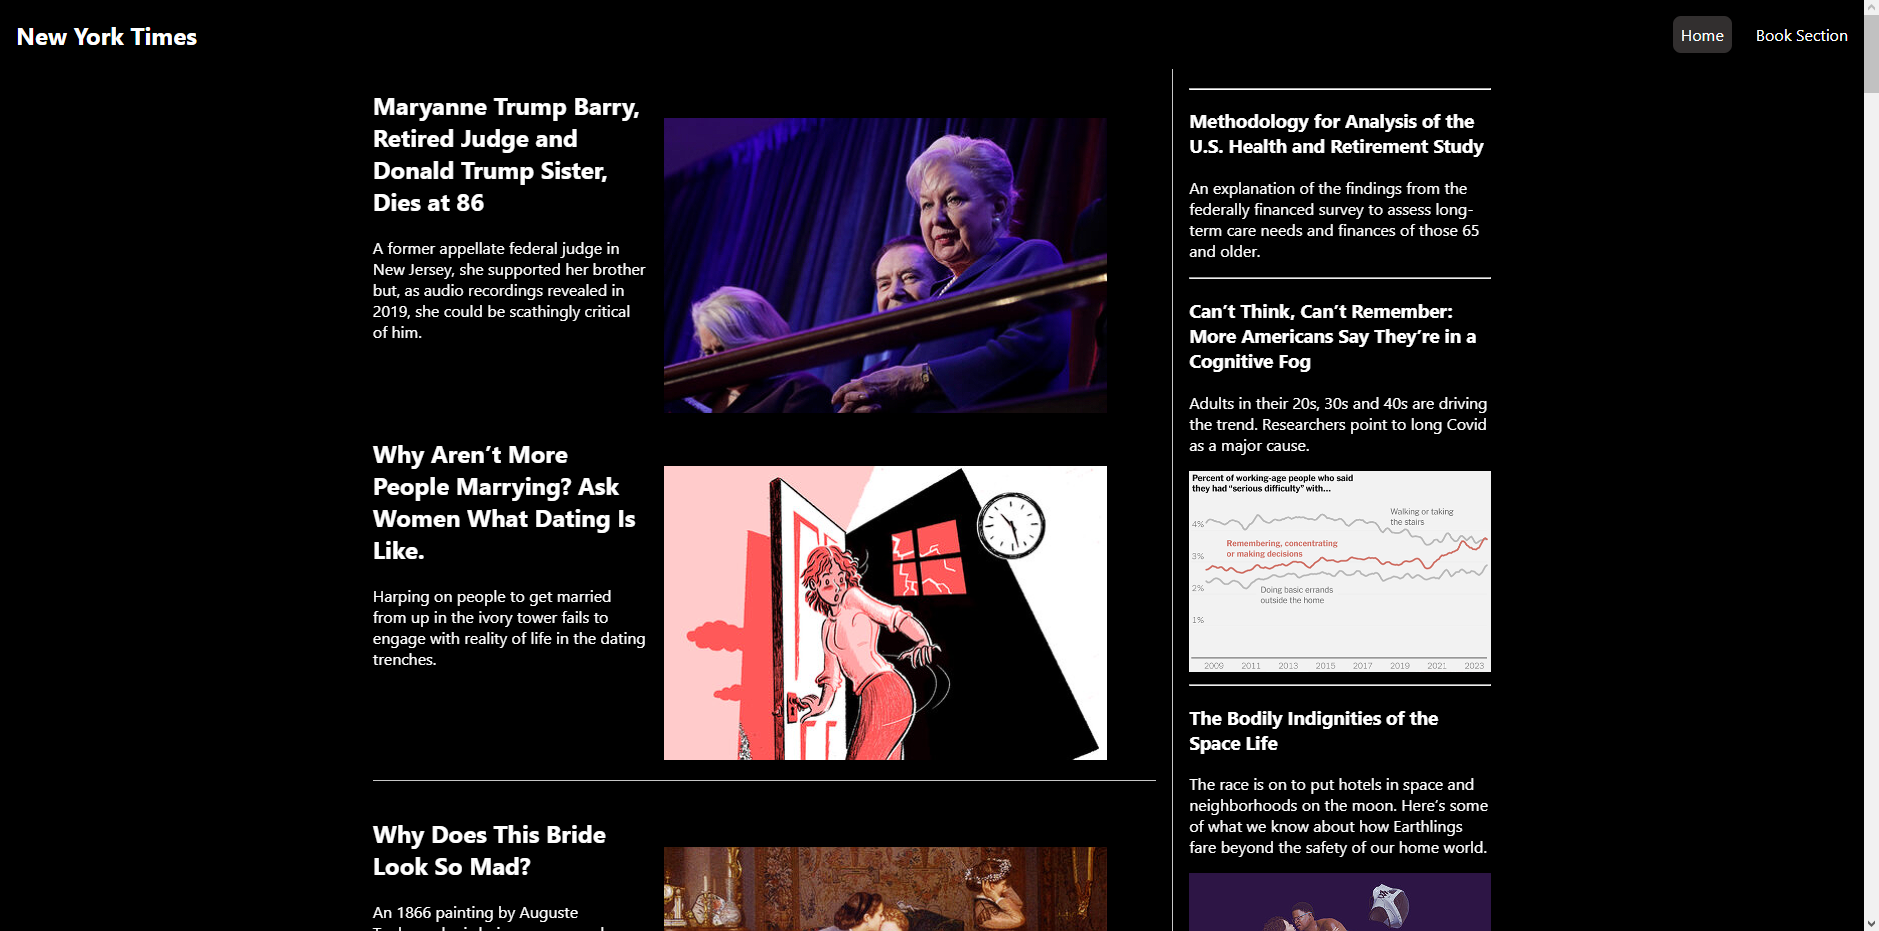 New York Times
Home
Book Section
Maryanne Trump Barry,
Retired Judge and
Donald Trump Sister,
Dies at 86
A former appellate federal judge in
New Jersey, she supported her brother
but, as audio recordings revealed in
2019, she could be scathingly critical
of him.
Why Aren’t More
People Marrying? Ask
Women What Dating Is
Like.
Harping on people to get married
from up in the ivory tower fails to
engage with reality of life in the dating
trenches.
Why Does This Bride
Look So Mad?
An 1866 painting by Auguste
Methodology for Analysis of the
U.S. Health and Retirement Study
An explanation of the findings from the
federally financed survey to assess long-
term care needs and finances of those 65
and older.
Can’t Think, Can’t Remember:
More Americans Say They’re in a
Cognitive Fog
Adults in their 20s, 30s and 40s are driving
the trend. Researchers point to long Covid
as a major cause.
Percent of working-age people who said
they had “serious difficulty” with...
Walking or taking
the stairs
4%
Remembering, concentrating
or making decisions
3%
2%
Doing basic errands
outside the home
1%
2009 2011 2013 2015 2017 2019 2021 2023
The Bodily Indignities of the
Space Life
The race is on to put hotels in space and
neighborhoods on the moon. Here’s some
of what we know about how Earthlings
fare beyond the safety of our home world.